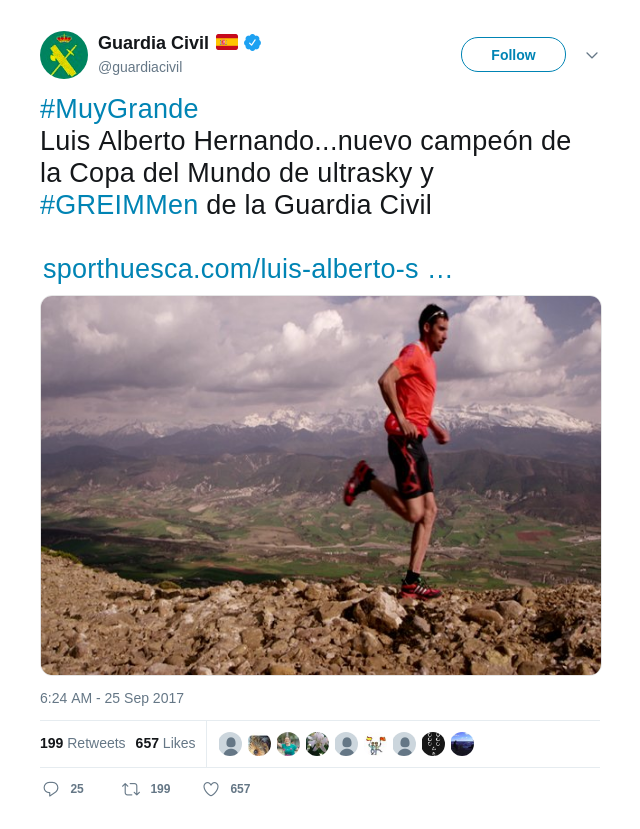 Guardia Civil
@guardiacivil
Follow
#MuyGrande
Luis Alberto Hernando...nuevo campeón de
la Copa del Mundo de ultrasky y
#GREIMMen de la Guardia Civil
sporthuesca.com/luis-alberto-s …
6:24 AM - 25 Sep 2017
199 Retweets 657 Likes
25 199 657